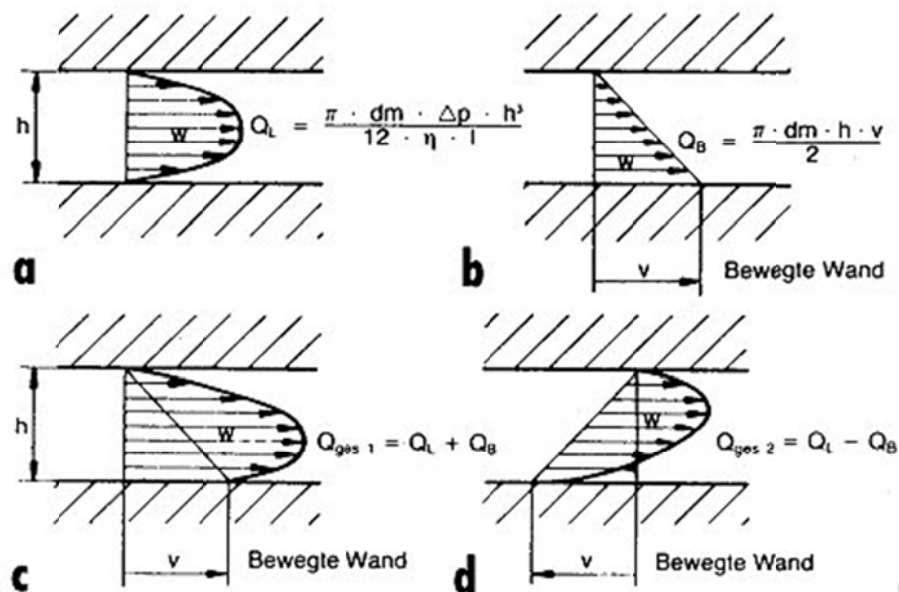 h
W
Q_L = π · dm · Δp · h³ / 12 · η · l
a
W
Q_B = π · dm · h · v / 2
b
v
Bewegte Wand
h
W
Q_ges 1 = Q_L + Q_B
c
v
Bewegte Wand
W
Q_ges 2 = Q_L - Q_B
d
v
Bewegte Wand